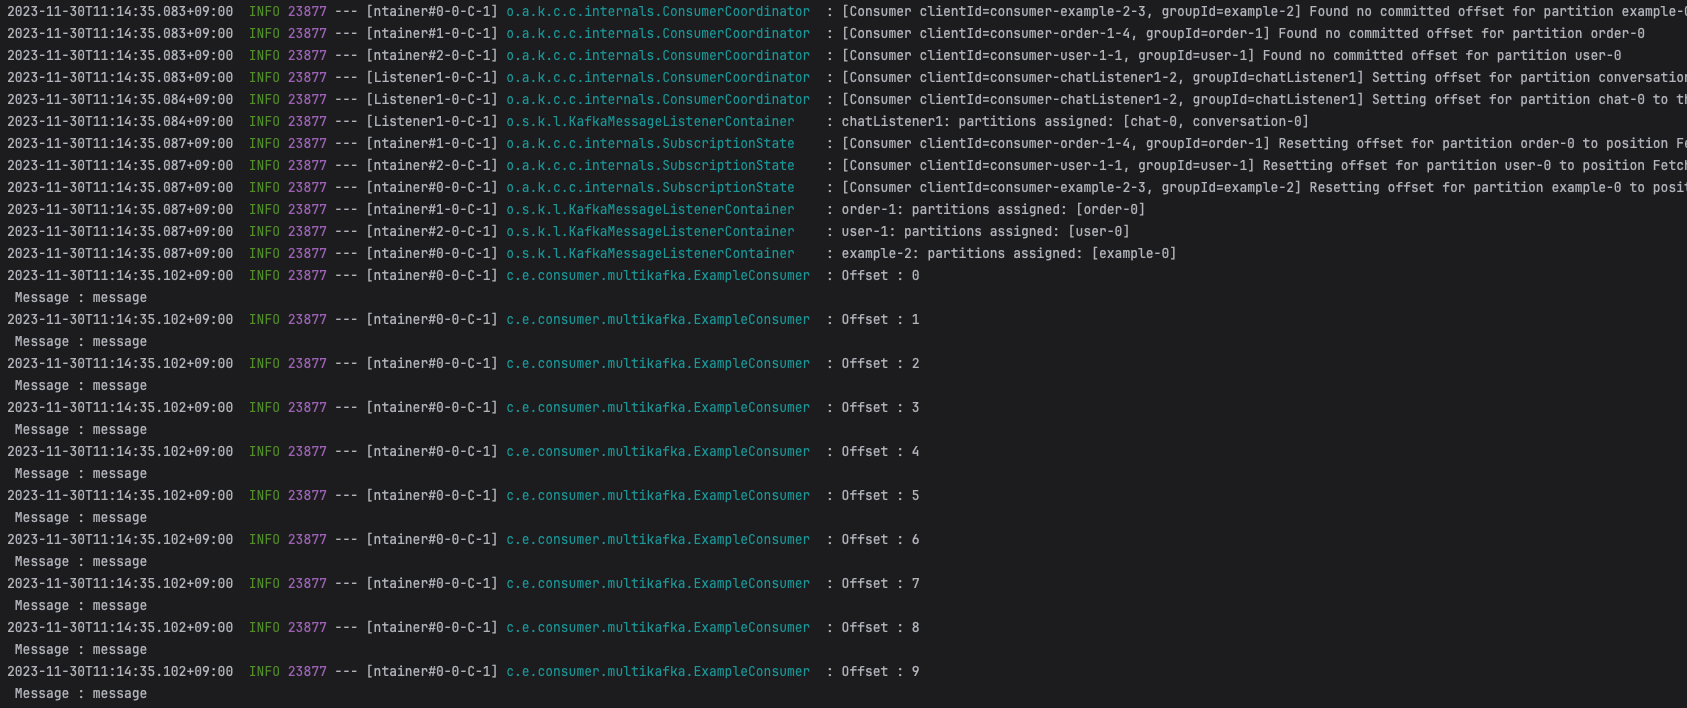 2023-11-30T11:14:35.083+09:00  INFO 23877 --- [ntainer#0-0-C-1] o.a.k.c.c.internals.ConsumerCoordinator  : [Consumer clientId=consumer-example-2-3, groupId=example-2] Found no committed offset for partition example-0
2023-11-30T11:14:35.083+09:00  INFO 23877 --- [ntainer#1-0-C-1] o.a.k.c.c.internals.ConsumerCoordinator  : [Consumer clientId=consumer-order-1-4, groupId=order-1] Found no committed offset for partition order-0
2023-11-30T11:14:35.083+09:00  INFO 23877 --- [ntainer#2-0-C-1] o.a.k.c.c.internals.ConsumerCoordinator  : [Consumer clientId=consumer-user-1-1, groupId=user-1] Found no committed offset for partition user-0
2023-11-30T11:14:35.083+09:00  INFO 23877 --- [Listener1-0-C-1] o.a.k.c.c.internals.ConsumerCoordinator  : [Consumer clientId=consumer-chatListener1-2, groupId=chatListener1] Setting offset for partition conversation
2023-11-30T11:14:35.084+09:00  INFO 23877 --- [Listener1-0-C-1] o.a.k.c.c.internals.ConsumerCoordinator  : [Consumer clientId=consumer-chatListener1-2, groupId=chatListener1] Setting offset for partition chat-0 to th
2023-11-30T11:14:35.084+09:00  INFO 23877 --- [Listener1-0-C-1] o.s.k.l.KafkaMessageListenerContainer    : chatListener1: partitions assigned: [chat-0, conversation-0]
2023-11-30T11:14:35.087+09:00  INFO 23877 --- [ntainer#1-0-C-1] o.a.k.c.c.internals.SubscriptionState    : [Consumer clientId=consumer-order-1-4, groupId=order-1] Resetting offset for partition order-0 to position Fe
2023-11-30T11:14:35.087+09:00  INFO 23877 --- [ntainer#2-0-C-1] o.a.k.c.c.internals.SubscriptionState    : [Consumer clientId=consumer-user-1-1, groupId=user-1] Resetting offset for partition user-0 to position Fetch
2023-11-30T11:14:35.087+09:00  INFO 23877 --- [ntainer#0-0-C-1] o.a.k.c.c.internals.SubscriptionState    : [Consumer clientId=consumer-example-2-3, groupId=example-2] Resetting offset for partition example-0 to posit
2023-11-30T11:14:35.087+09:00  INFO 23877 --- [ntainer#1-0-C-1] o.s.k.l.KafkaMessageListenerContainer    : order-1: partitions assigned: [order-0]
2023-11-30T11:14:35.087+09:00  INFO 23877 --- [ntainer#2-0-C-1] o.s.k.l.KafkaMessageListenerContainer    : user-1: partitions assigned: [user-0]
2023-11-30T11:14:35.087+09:00  INFO 23877 --- [ntainer#0-0-C-1] o.s.k.l.KafkaMessageListenerContainer    : example-2: partitions assigned: [example-0]
2023-11-30T11:14:35.102+09:00  INFO 23877 --- [ntainer#0-0-C-1] c.e.consumer.multikafka.ExampleConsumer  : Offset : 0
 Message : message
2023-11-30T11:14:35.102+09:00  INFO 23877 --- [ntainer#0-0-C-1] c.e.consumer.multikafka.ExampleConsumer  : Offset : 1
 Message : message
2023-11-30T11:14:35.102+09:00  INFO 23877 --- [ntainer#0-0-C-1] c.e.consumer.multikafka.ExampleConsumer  : Offset : 2
 Message : message
2023-11-30T11:14:35.102+09:00  INFO 23877 --- [ntainer#0-0-C-1] c.e.consumer.multikafka.ExampleConsumer  : Offset : 3
 Message : message
2023-11-30T11:14:35.102+09:00  INFO 23877 --- [ntainer#0-0-C-1] c.e.consumer.multikafka.ExampleConsumer  : Offset : 4
 Message : message
2023-11-30T11:14:35.102+09:00  INFO 23877 --- [ntainer#0-0-C-1] c.e.consumer.multikafka.ExampleConsumer  : Offset : 5
 Message : message
2023-11-30T11:14:35.102+09:00  INFO 23877 --- [ntainer#0-0-C-1] c.e.consumer.multikafka.ExampleConsumer  : Offset : 6
 Message : message
2023-11-30T11:14:35.102+09:00  INFO 23877 --- [ntainer#0-0-C-1] c.e.consumer.multikafka.ExampleConsumer  : Offset : 7
 Message : message
2023-11-30T11:14:35.102+09:00  INFO 23877 --- [ntainer#0-0-C-1] c.e.consumer.multikafka.ExampleConsumer  : Offset : 8
 Message : message
2023-11-30T11:14:35.102+09:00  INFO 23877 --- [ntainer#0-0-C-1] c.e.consumer.multikafka.ExampleConsumer  : Offset : 9
 Message : message